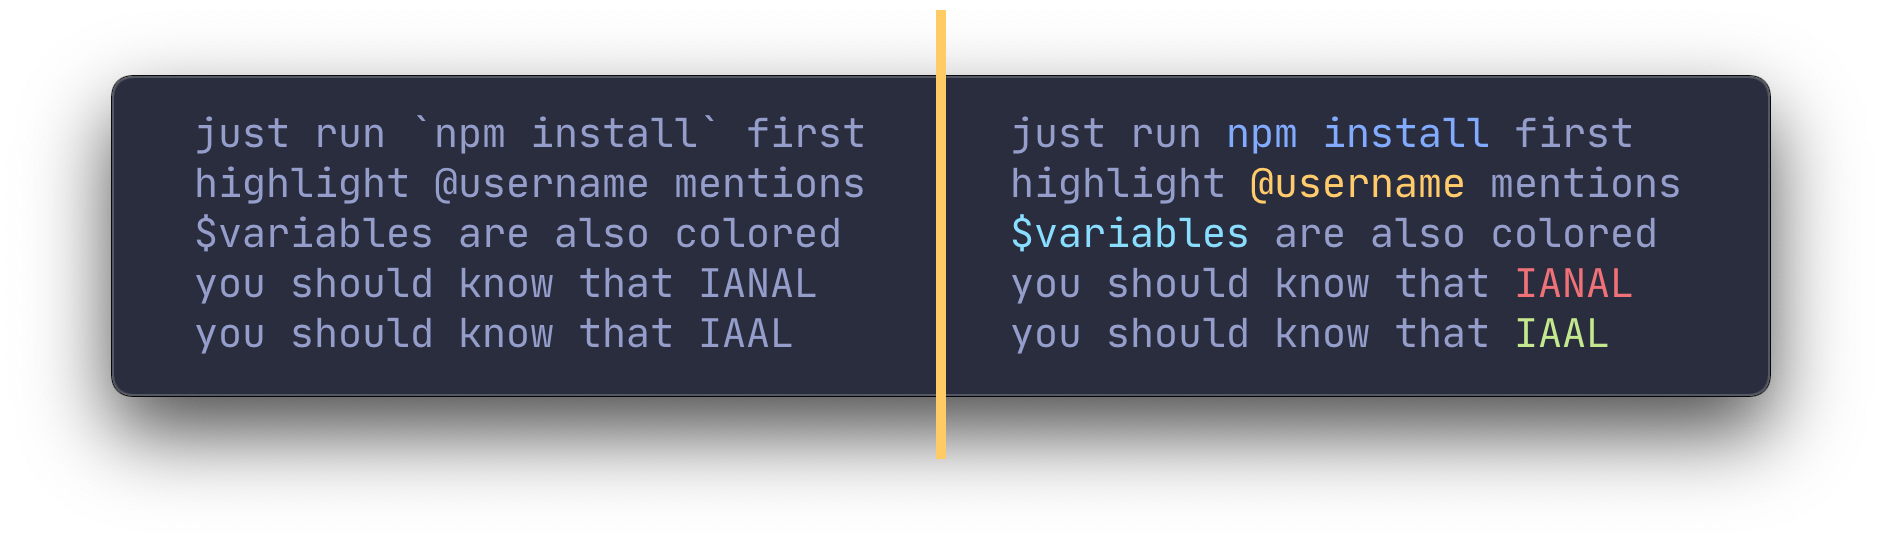 just run `npm install` first
highlight @username mentions
$variables are also colored
you should know that IANAL
you should know that IAAL
just run npm install first
highlight @username mentions
$variables are also colored
you should know that IANAL
you should know that IAAL